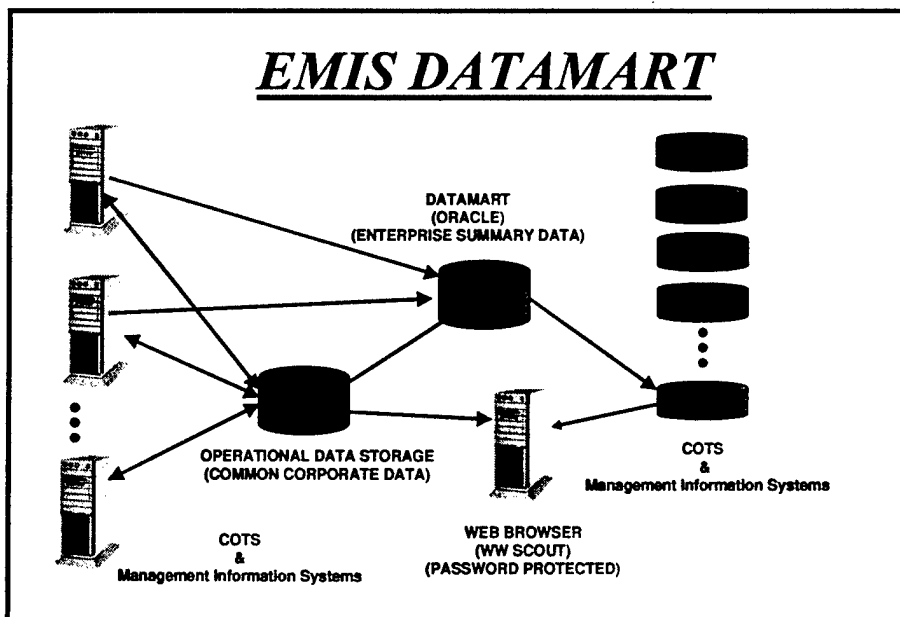 EMIS DATAMART
DATAMART
(ORACLE)
(ENTERPRISE SUMMARY DATA)
OPERATIONAL DATA STORAGE
(COMMON CORPORATE DATA)
COTS
&
Management Information Systems
WEB BROWSER
(WW SCOUT)
(PASSWORD PROTECTED)
COTS
&
Management Information Systems